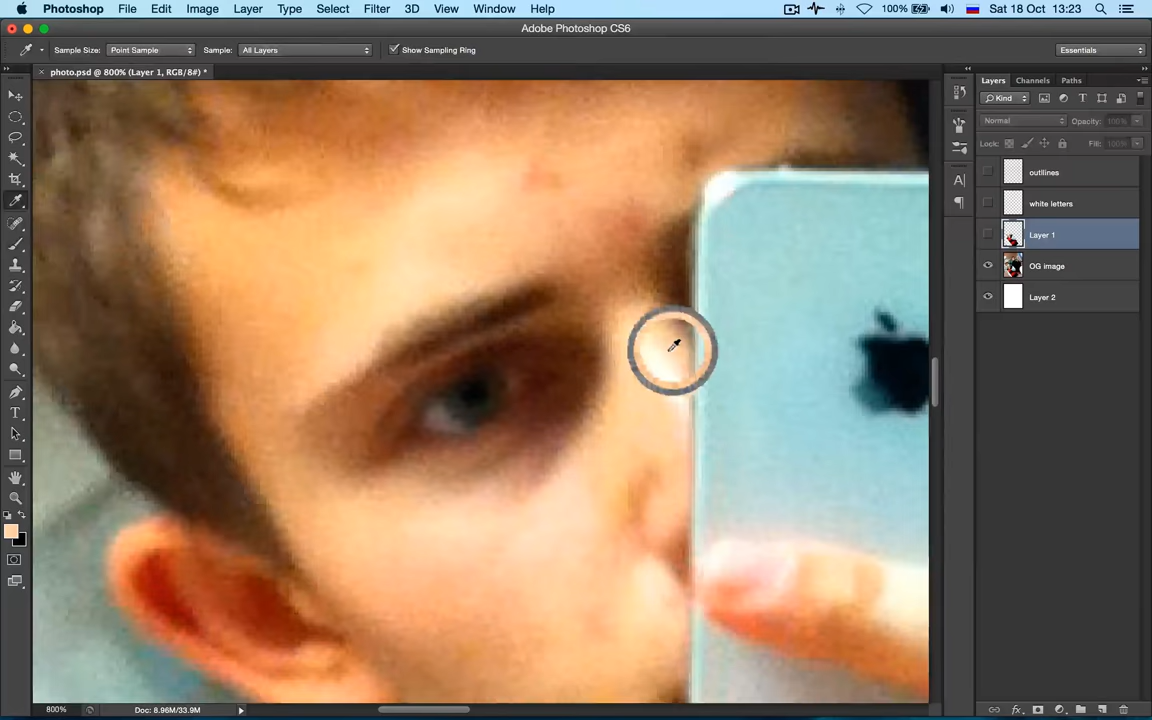 Photoshop File Edit Image Layer Type Select Filter 3D View Window Help 100% Sat 18 Oct 13:23
Adobe Photoshop CS6
Sample Size: Point Sample Sample: All Layers Show Sampling Ring Essentials
photo.psd @ 800% (Layer 1, RGB/8#) *
Layers Channels Paths
Kind
Normal Opacity: 100%
Lock: Fill: 100%
outllines
white letters
Layer 1
OG image
Layer 2
800% Doc: 8.96M/33.9M